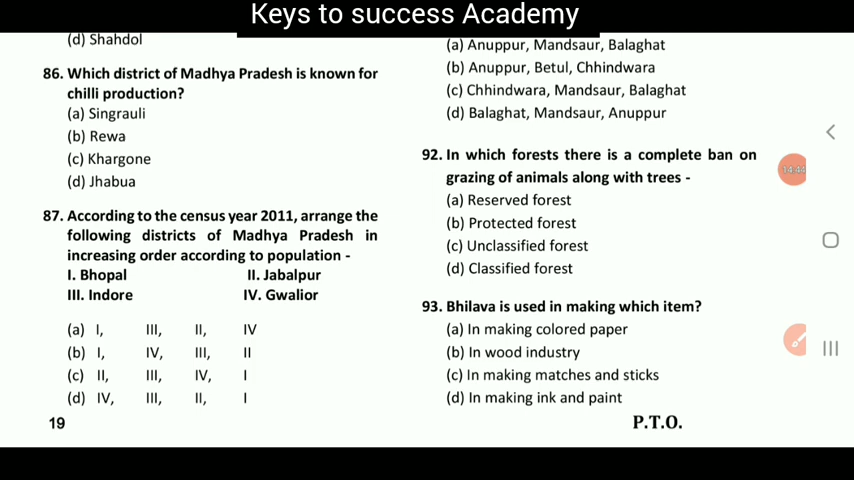 Keys to success Academy
(d) Shahdol
86. Which district of Madhya Pradesh is known for
chilli production?
(a) Singrauli
(b) Rewa
(c) Khargone
(d) Jhabua
87. According to the census year 2011, arrange the
following districts of Madhya Pradesh in
increasing order according to population -
I. Bhopal II. Jabalpur
III. Indore IV. Gwalior
(a) I, III, II, IV
(b) I, IV, III, II
(c) II, III, IV, I
(d) IV, III, II, I
19
(a) Anuppur, Mandsaur, Balaghat
(b) Anuppur, Betul, Chhindwara
(c) Chhindwara, Mandsaur, Balaghat
(d) Balaghat, Mandsaur, Anuppur
92. In which forests there is a complete ban on
grazing of animals along with trees -
(a) Reserved forest
(b) Protected forest
(c) Unclassified forest
(d) Classified forest
93. Bhilava is used in making which item?
(a) In making colored paper
(b) In wood industry
(c) In making matches and sticks
(d) In making ink and paint
P.T.O.
14:44